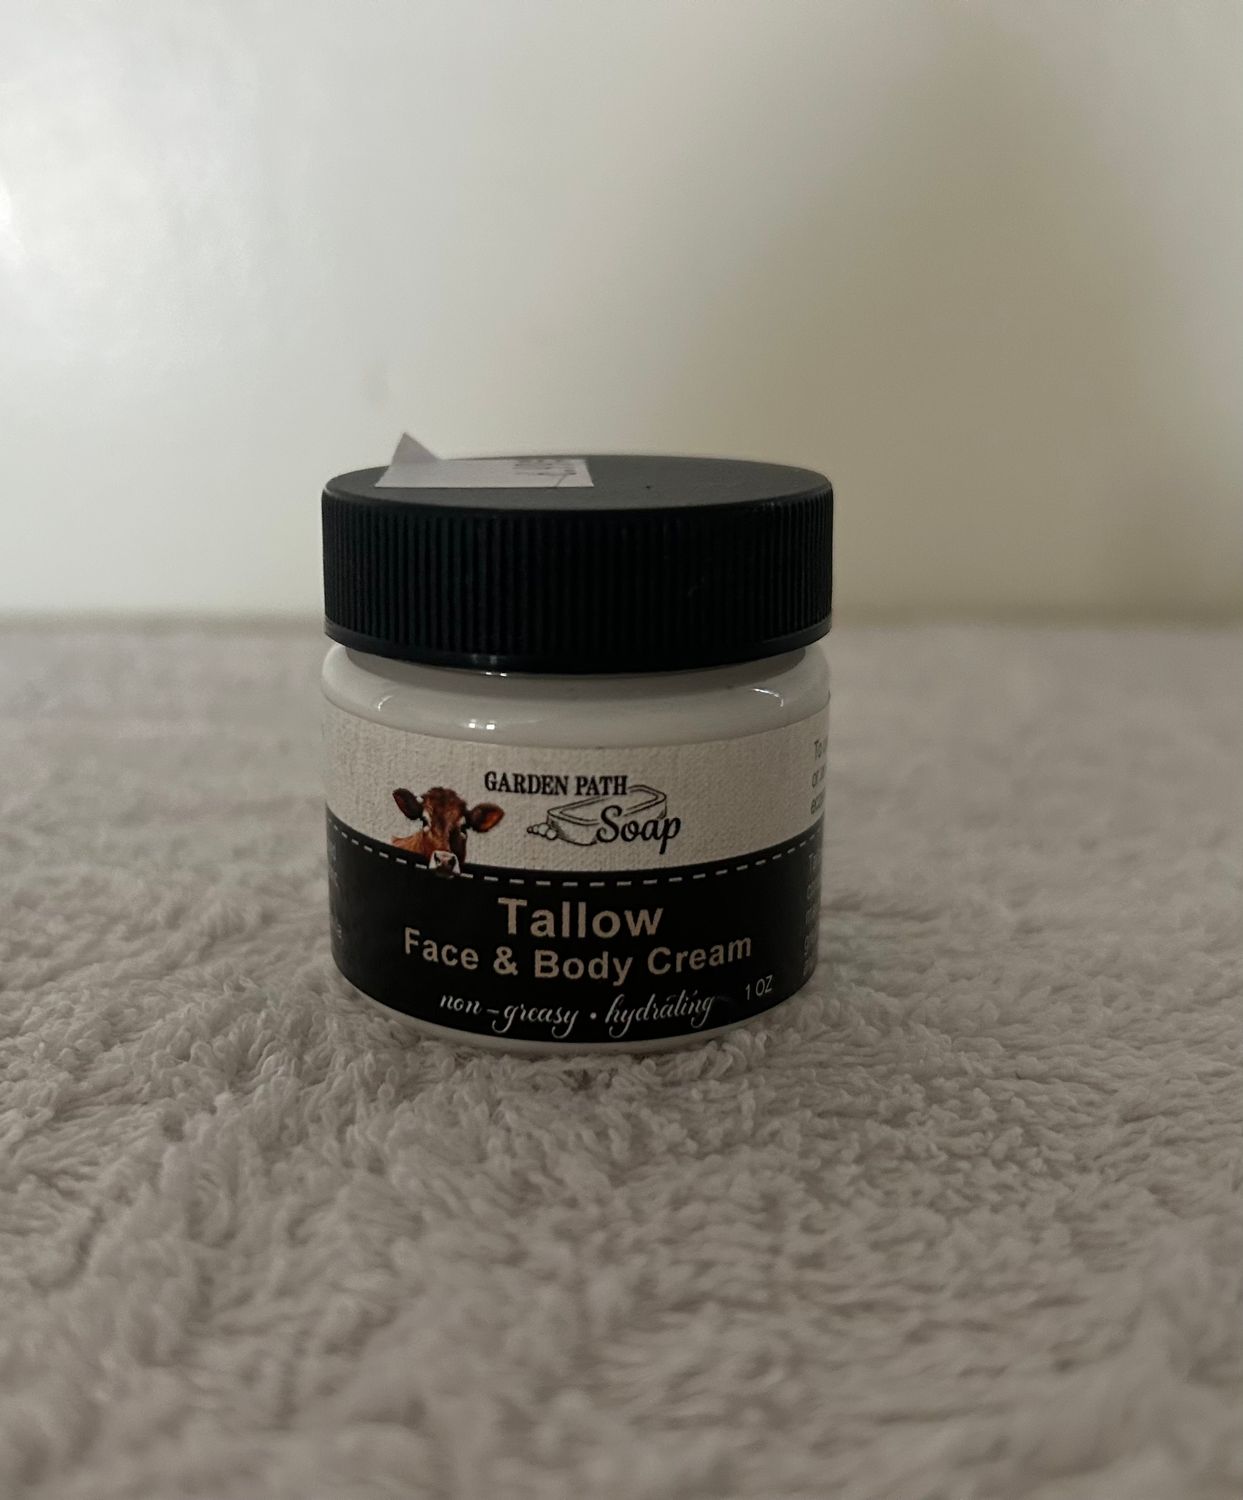 GARDEN PATH
Soap
Tallow
Face & Body Cream
non-greasy • hydrating
1 OZ